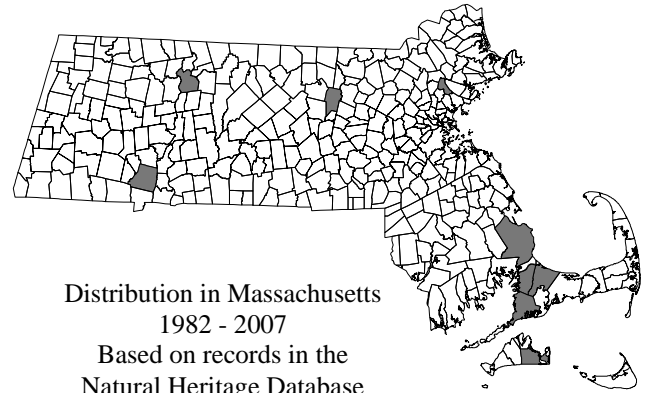 Distribution in Massachusetts
1982 - 2007
Based on records in the
Natural Heritage Database